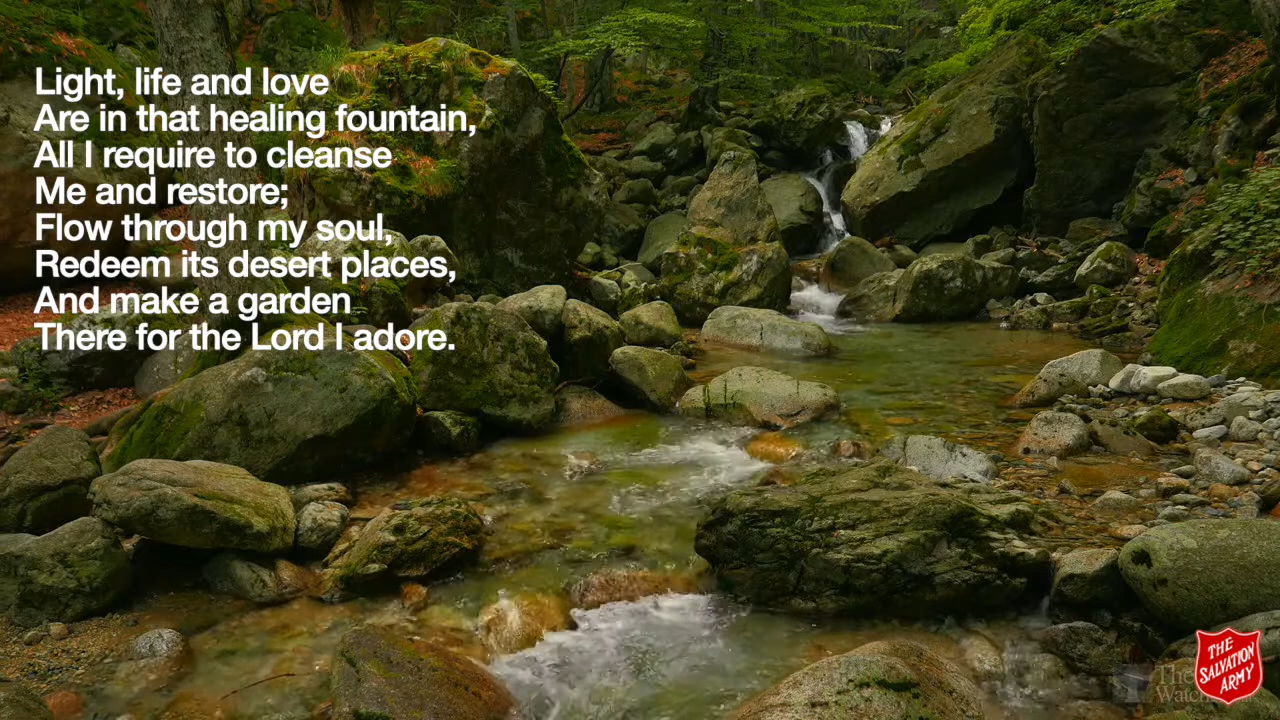 Light, life and love
Are in that healing fountain,
All I require to cleanse
Me and restore;
Flow through my soul,
Redeem its desert places,
And make a garden
There for the Lord I adore.
THE
SALVATION
ARMY
The